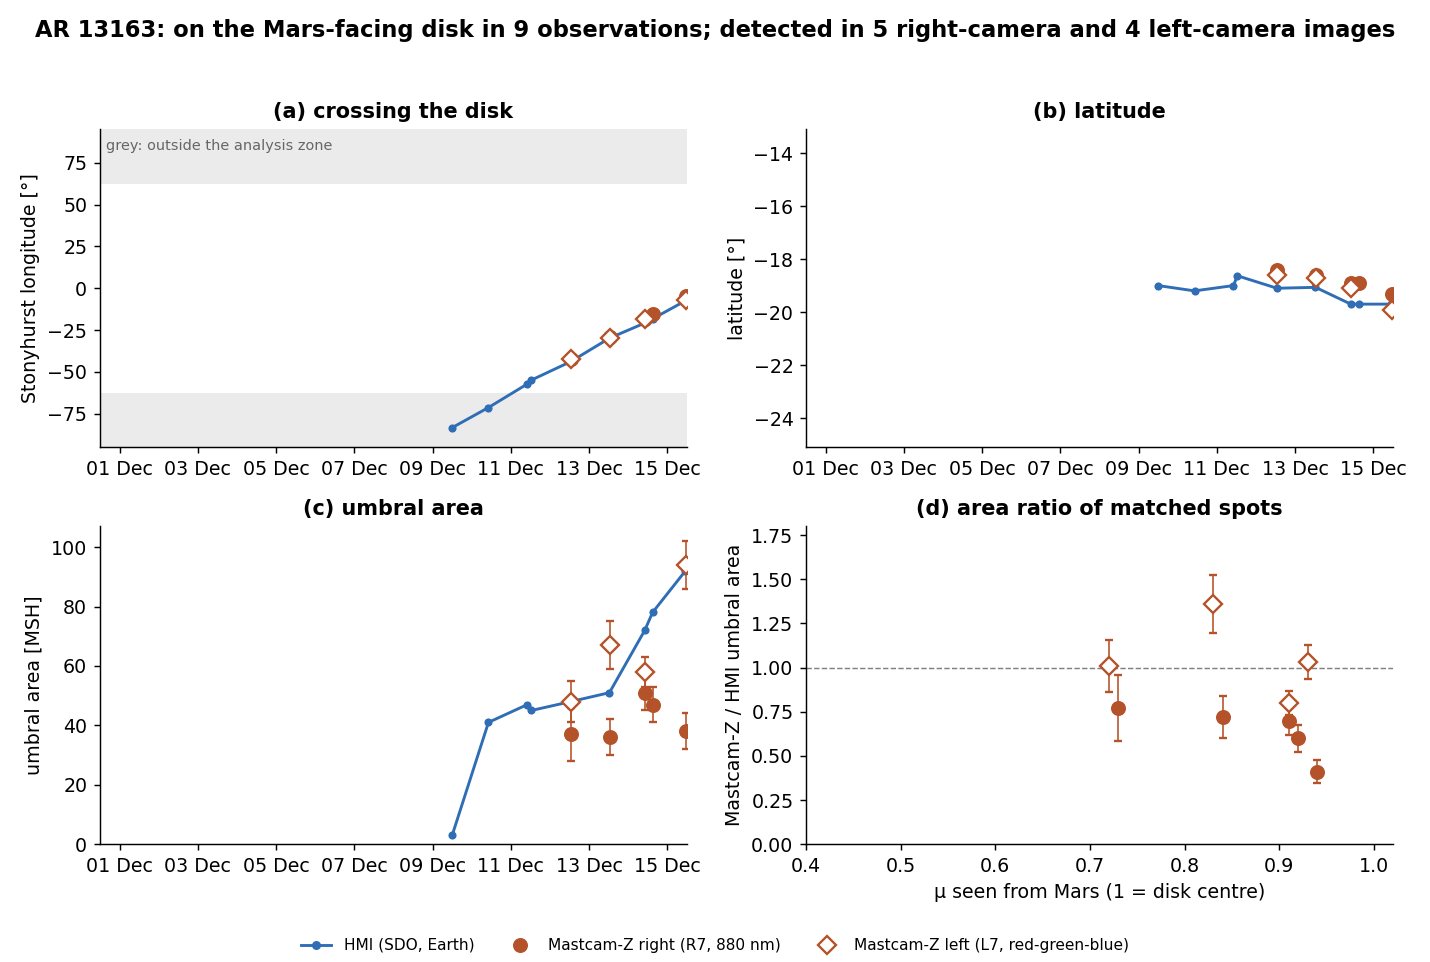 AR 13163: on the Mars-facing disk in 9 observations; detected in 5 right-camera and 4 left-camera images
(a) crossing the disk
grey: outside the analysis zone
Stonyhurst longitude [°]
75
50
25
0
−25
−50
−75
01 Dec 03 Dec 05 Dec 07 Dec 09 Dec 11 Dec 13 Dec 15 Dec
(b) latitude
latitude [°]
−14
−16
−18
−20
−22
−24
01 Dec 03 Dec 05 Dec 07 Dec 09 Dec 11 Dec 13 Dec 15 Dec
(c) umbral area
umbral area [MSH]
100
80
60
40
20
0
01 Dec 03 Dec 05 Dec 07 Dec 09 Dec 11 Dec 13 Dec 15 Dec
(d) area ratio of matched spots
Mastcam-Z / HMI umbral area
1.75
1.50
1.25
1.00
0.75
0.50
0.25
0.00
0.4 0.5 0.6 0.7 0.8 0.9 1.0
μ seen from Mars (1 = disk centre)
HMI (SDO, Earth) Mastcam-Z right (R7, 880 nm) Mastcam-Z left (L7, red-green-blue)